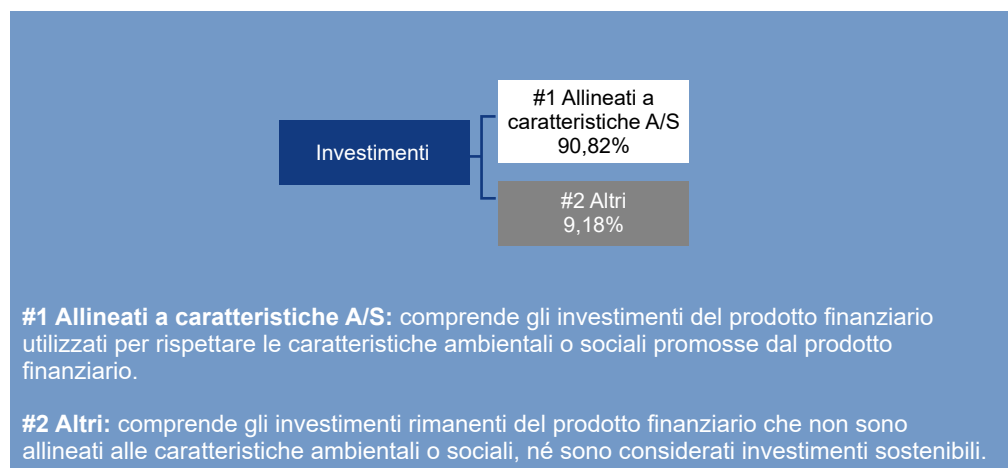 #1 Allineati a
caratteristiche A/S
90,82%
Investimenti
#2 Altri
9,18%
#1 Allineati a caratteristiche A/S: comprende gli investimenti del prodotto finanziario
utilizzati per rispettare le caratteristiche ambientali o sociali promosse dal prodotto
finanziario.
#2 Altri: comprende gli investimenti rimanenti del prodotto finanziario che non sono
allineati alle caratteristiche ambientali o sociali, né sono considerati investimenti sostenibili.